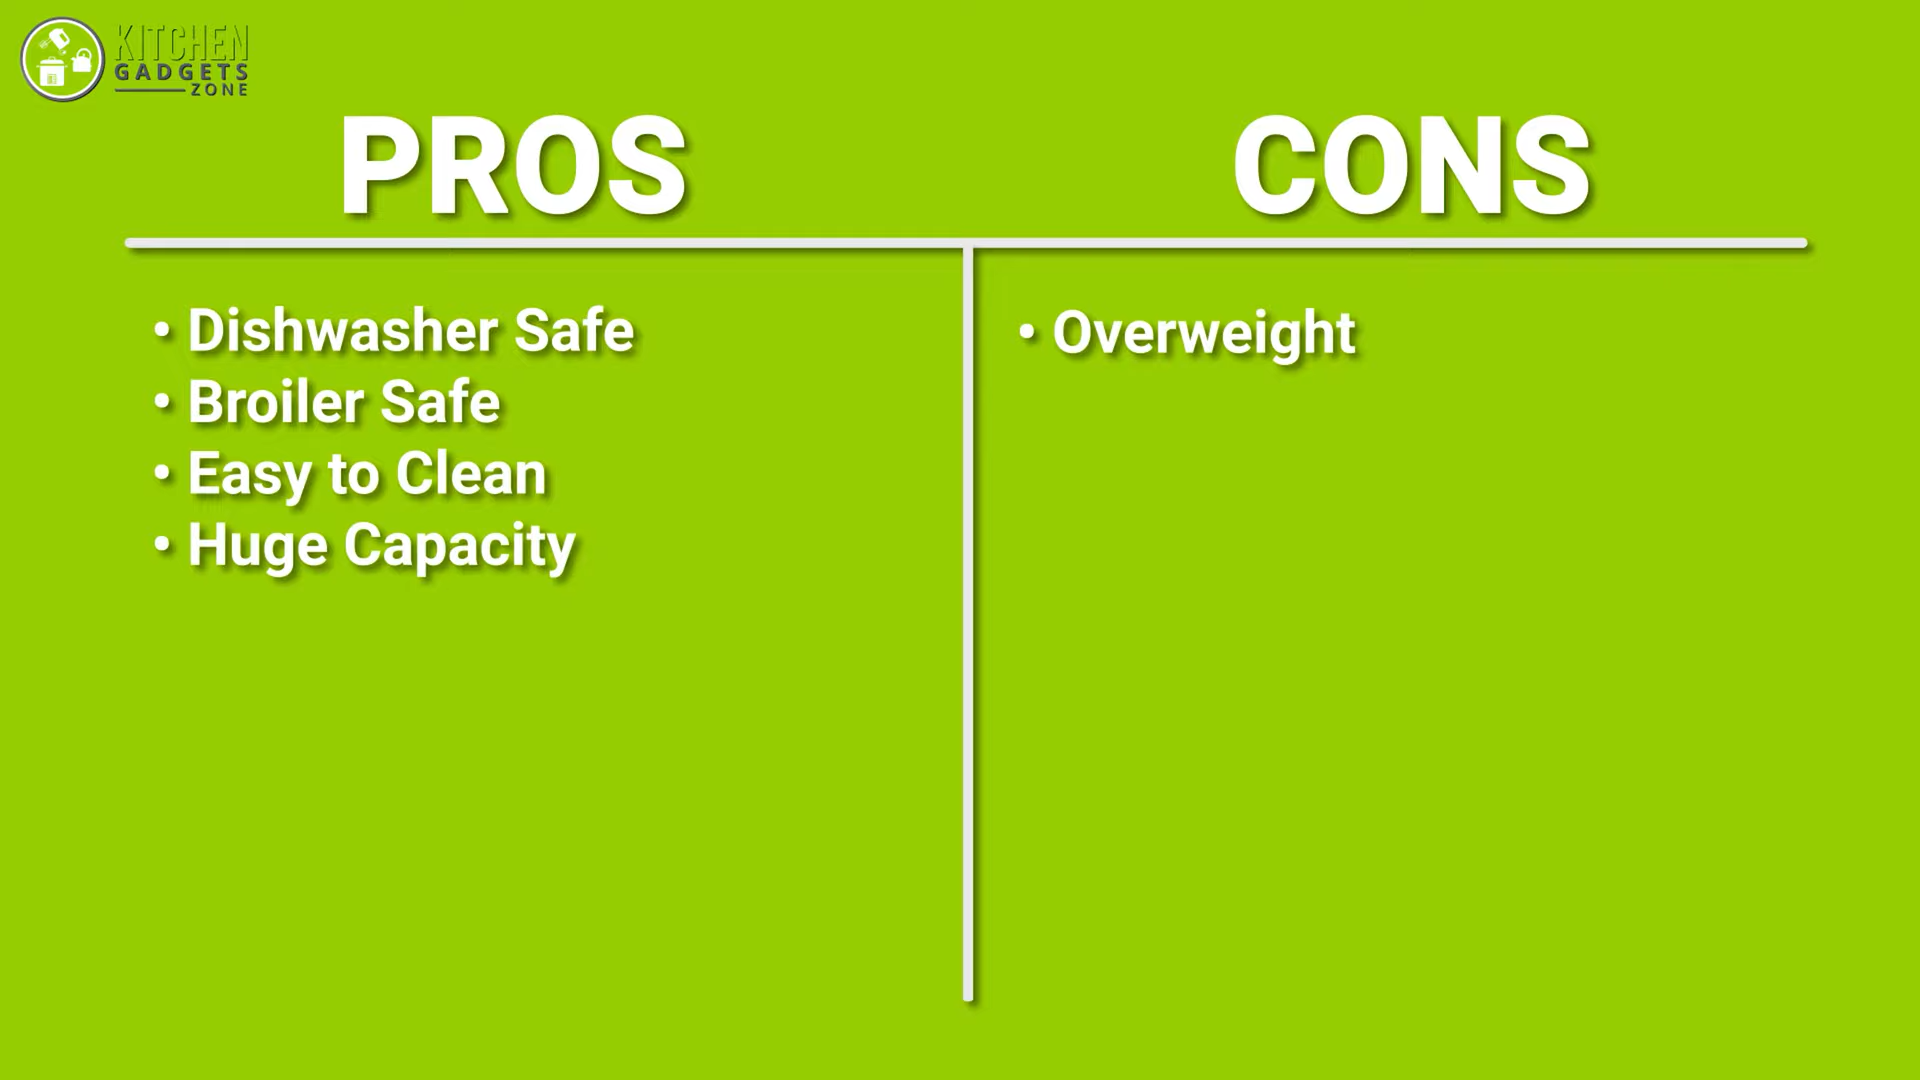 KITCHEN
GADGETS
ZONE
PROS
CONS
• Dishwasher Safe
• Broiler Safe
• Easy to Clean
• Huge Capacity
• Overweight